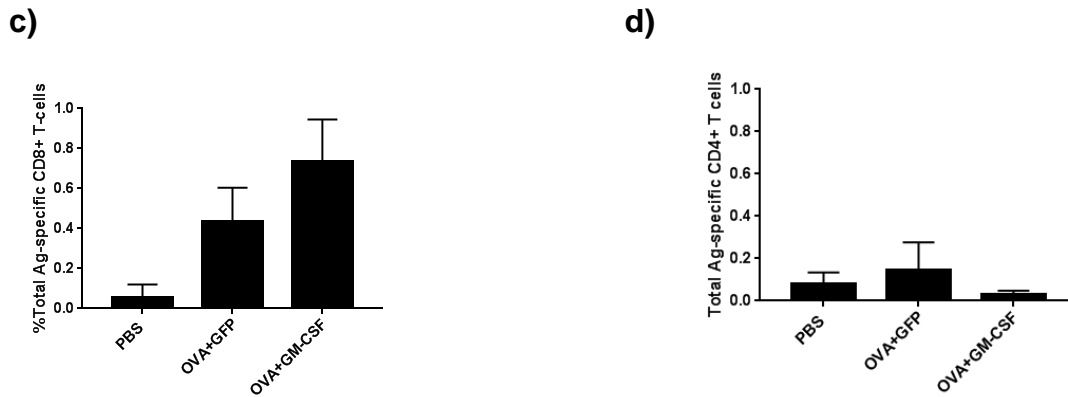 c)
%Total Ag-specific CD8+ T-cells
1.0
0.8
0.6
0.4
0.2
0.0
PBS
OVA+GFP
OVA+GM-CSF
d)
Total Ag-specific CD4+ T cells
1.0
0.8
0.6
0.4
0.2
0.0
PBS
OVA+GFP
OVA+GM-CSF